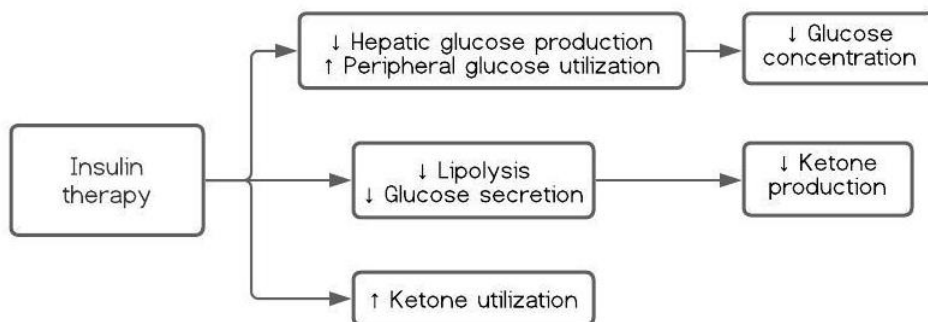 Insulin
therapy
↓ Hepatic glucose production
↑ Peripheral glucose utilization
↓ Glucose
concentration
↓ Lipolysis
↓ Glucose secretion
↓ Ketone
production
↑ Ketone utilization